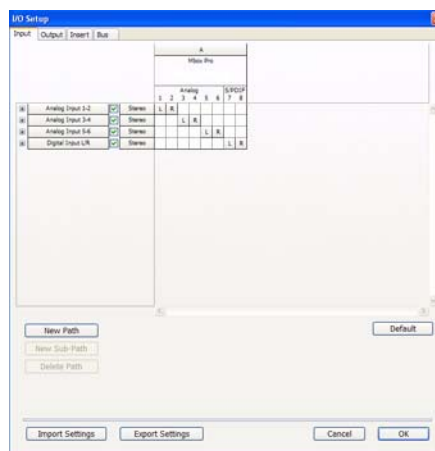 I/O Setup
Input Output Insert Bus
A
Mbox Pro
Analog S/PDIF
1 2 3 4 5 6 7 8
Analog Input 1-2 Stereo L R
Analog Input 3-4 Stereo L R
Analog Input 5-6 Stereo L R
Digital Input L/R Stereo L R
New Path Default
New Sub-Path
Delete Path
Import Settings Export Settings Cancel OK